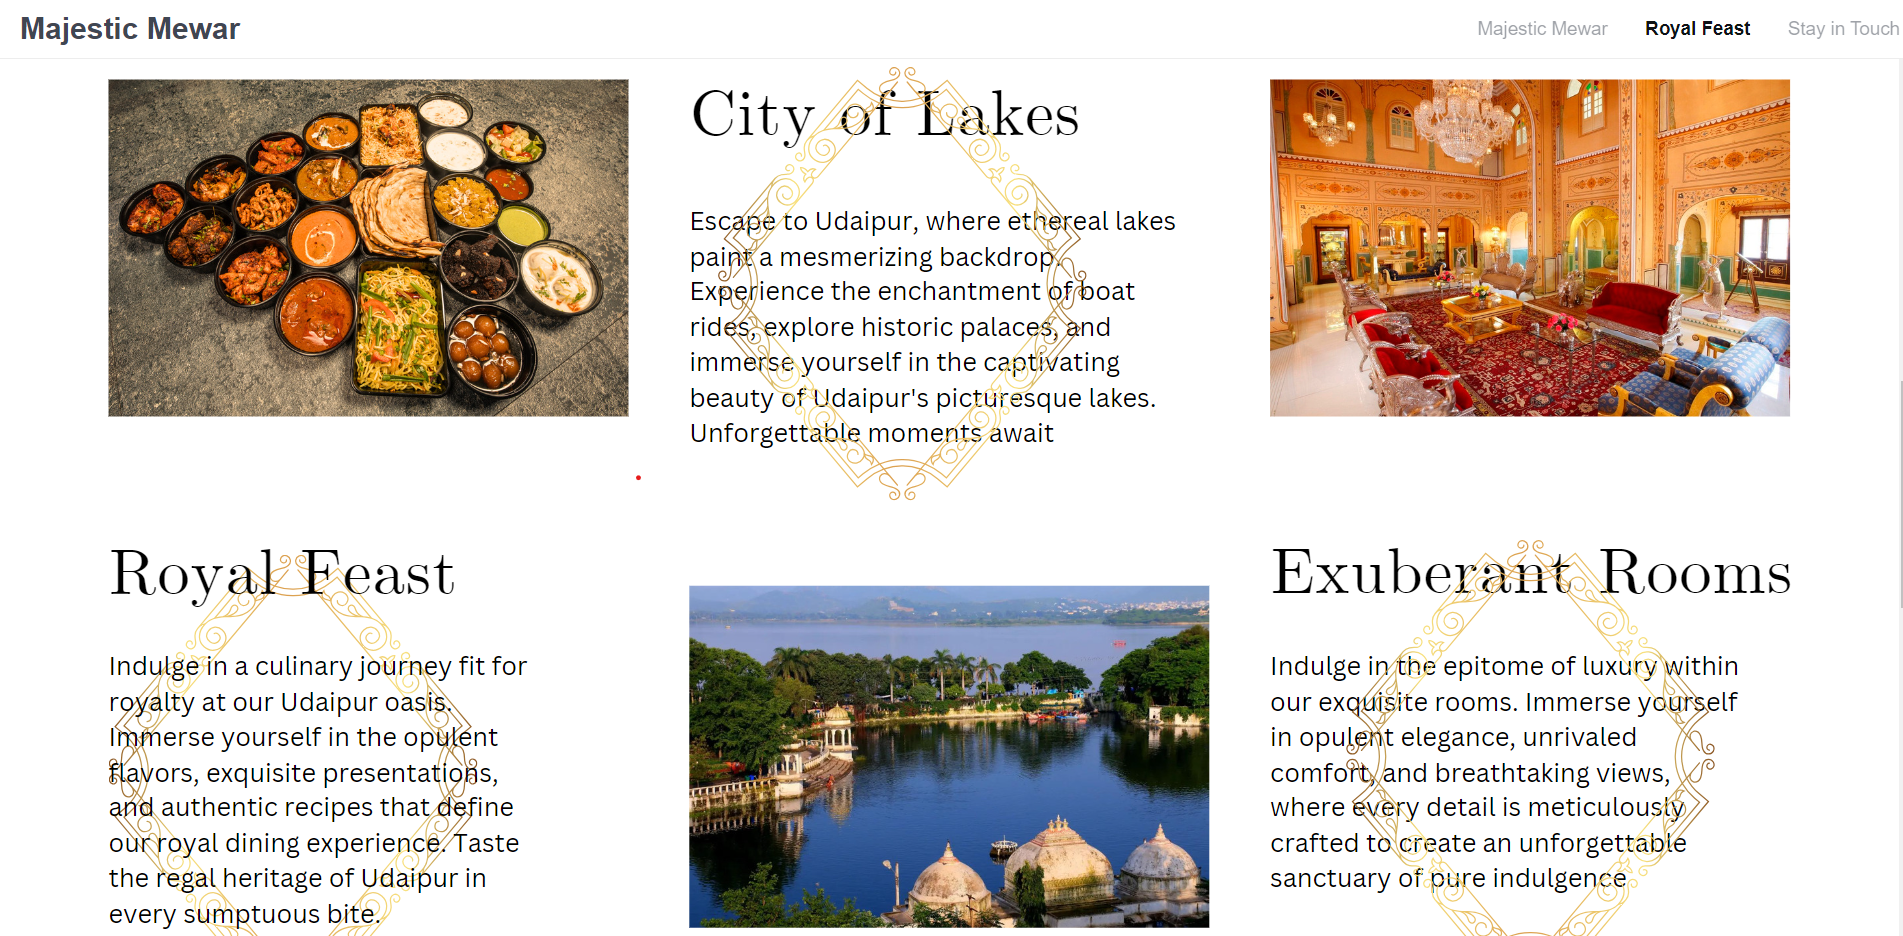 Majestic Mewar
Majestic Mewar
Royal Feast
Stay in Touch
City of Lakes
Escape to Udaipur, where ethereal lakes
paint a mesmerizing backdrop.
Experience the enchantment of boat
rides, explore historic palaces, and
immerse yourself in the captivating
beauty of Udaipur's picturesque lakes.
Unforgettable moments await
Royal Feast
Indulge in a culinary journey fit for
royalty at our Udaipur oasis.
Immerse yourself in the opulent
flavors, exquisite presentations,
and authentic recipes that define
our royal dining experience. Taste
the regal heritage of Udaipur in
every sumptuous bite.
Exuberant Rooms
Indulge in the epitome of luxury within
our exquisite rooms. Immerse yourself
in opulent elegance, unrivaled
comfort, and breathtaking views,
where every detail is meticulously
crafted to create an unforgettable
sanctuary of pure indulgence